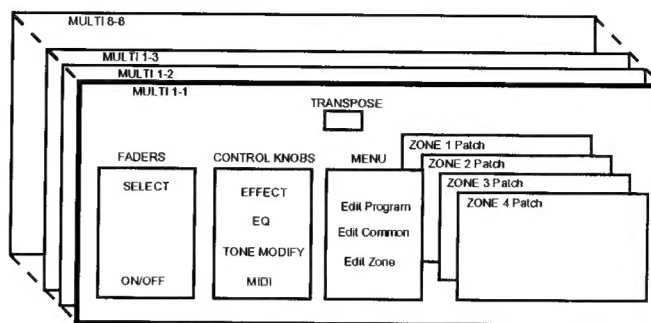 MULTI 8-8
MULTI 1-3
MULTI 1-2
MULTI 1-1
TRANSPOSE
FADERS
SELECT
ON/OFF
CONTROL KNOBS
EFFECT
EQ
TONE MODIFY
MIDI
MENU
Edit Program
Edit Common
Edit Zone
ZONE 1 Patch
ZONE 2 Patch
ZONE 3 Patch
ZONE 4 Patch